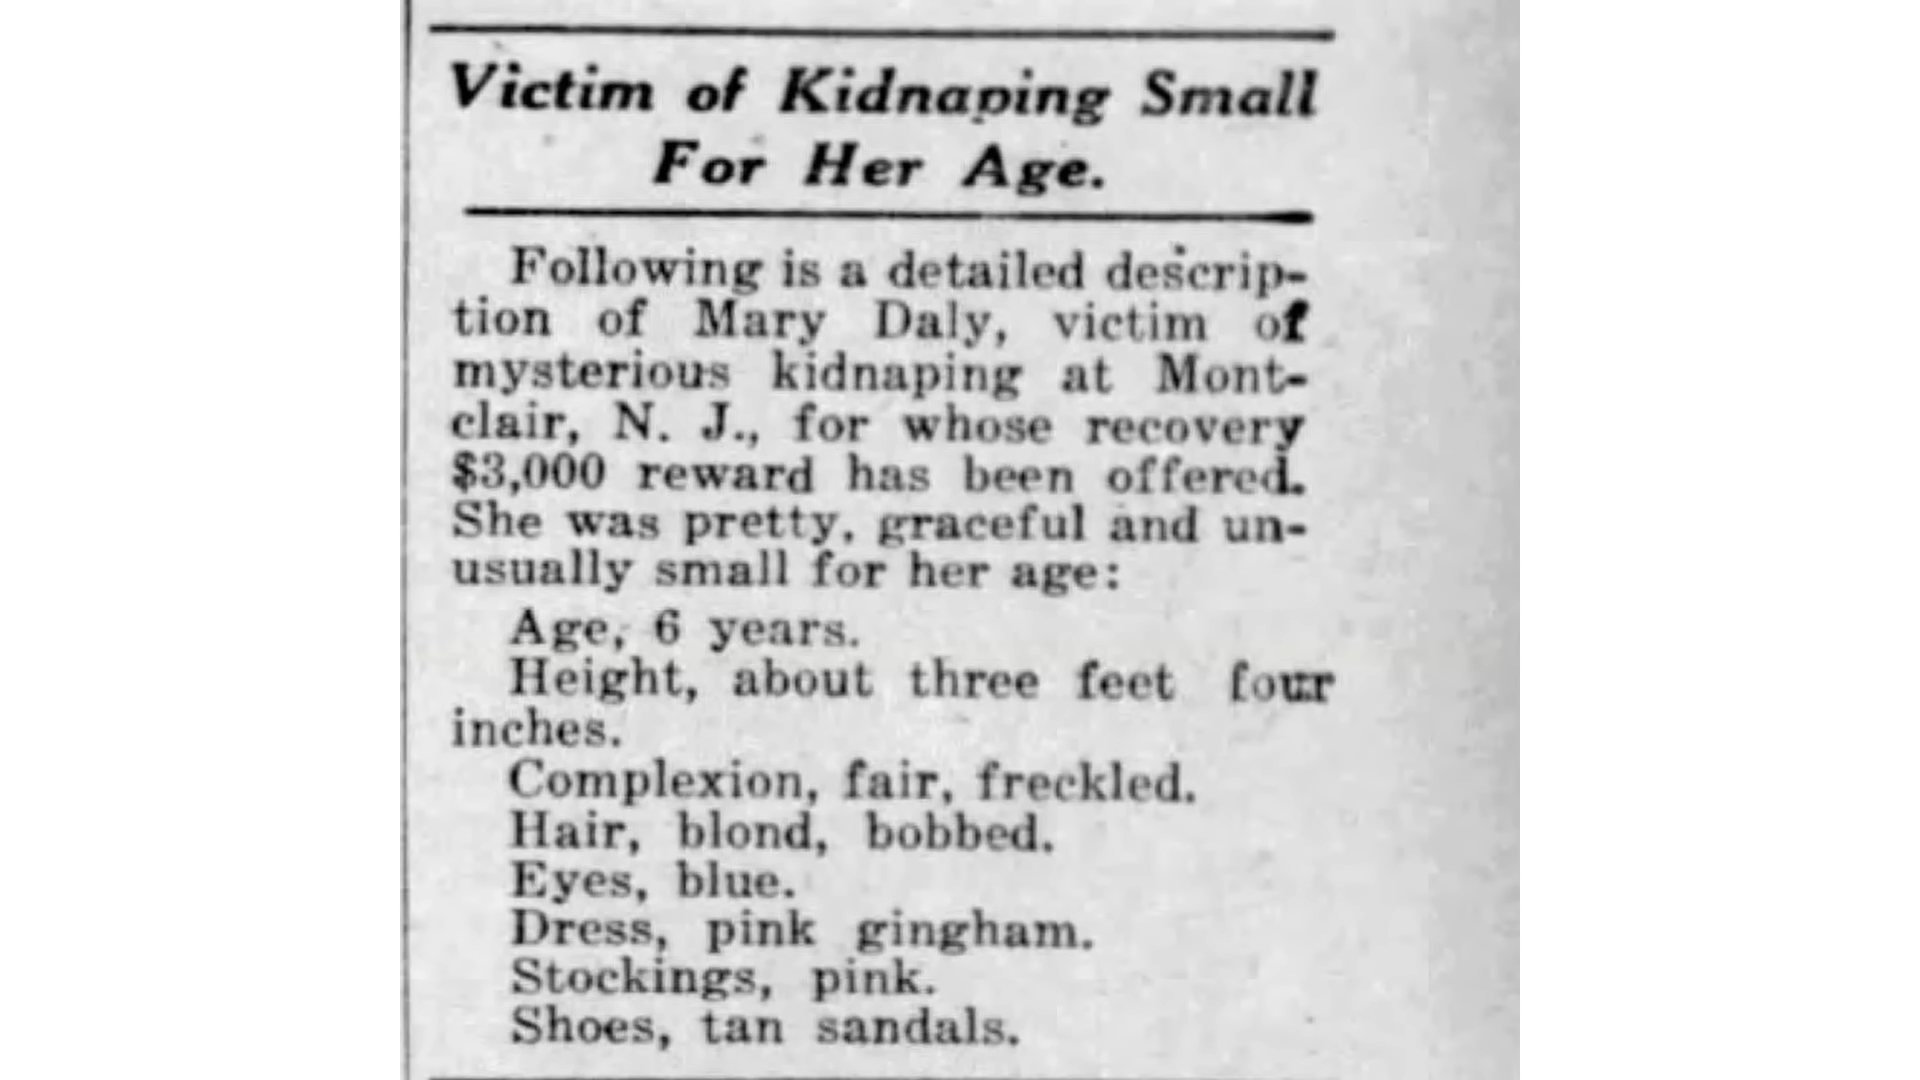 Victim of Kidnaping Small
For Her Age.
Following is a detailed descrip-
tion of Mary Daly, victim of
mysterious kidnaping at Mont-
clair, N. J., for whose recovery
$3,000 reward has been offered.
She was pretty, graceful and un-
usually small for her age:
Age, 6 years.
Height, about three feet four
inches.
Complexion, fair, freckled.
Hair, blond, bobbed.
Eyes, blue.
Dress, pink gingham.
Stockings, pink.
Shoes, tan sandals.